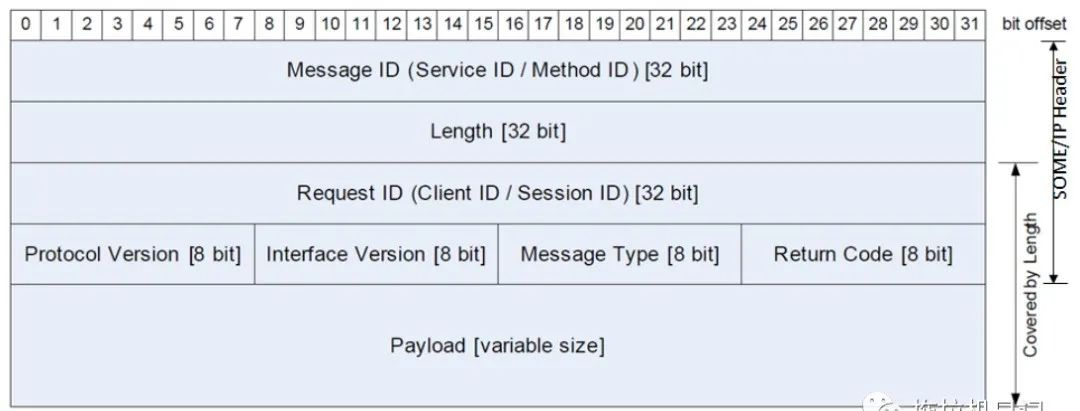 0 1 2 3 4 5 6 7 8 9 10 11 12 13 14 15 16 17 18 19 20 21 22 23 24 25 26 27 28 29 30 31 bit offset
Message ID (Service ID / Method ID) [32 bit]
Length [32 bit]
Request ID (Client ID / Session ID) [32 bit]
Protocol Version [8 bit] Interface Version [8 bit] Message Type [8 bit] Return Code [8 bit]
Payload [variable size]
SOME/IP Header
Covered by Length